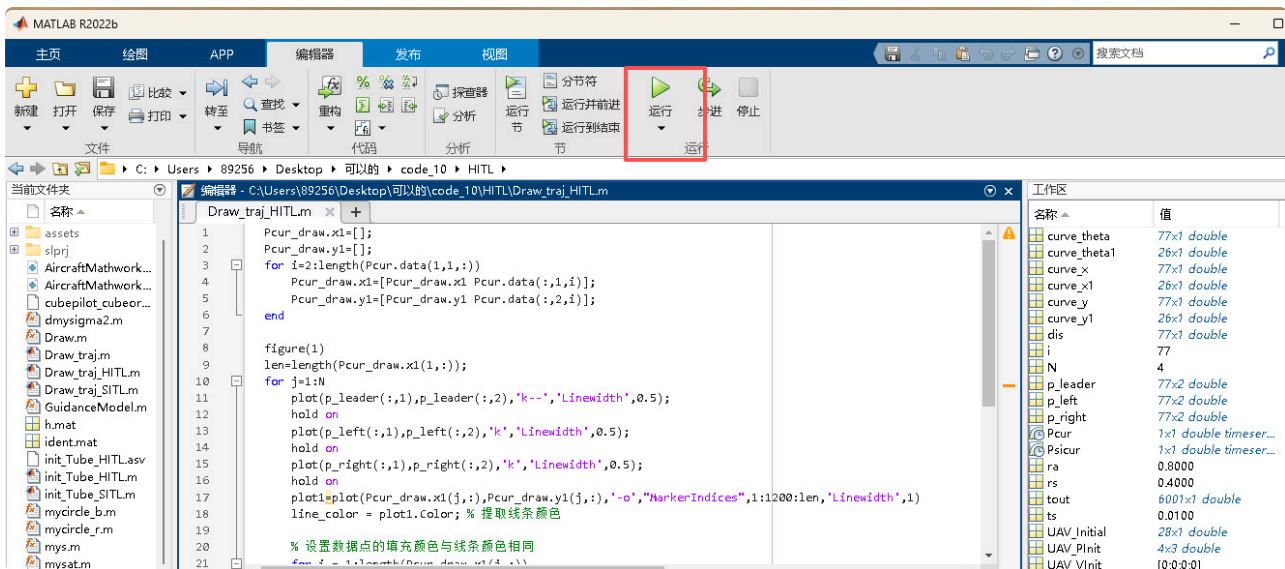 MATLAB R2022b
主页 绘图 APP 编辑器 发布 视图 搜索文档
新建 打开 保存 比较 打印 转至 查找 书签 重构 探查器 分析 运行节 分节符 运行并前进 运行到结束 运行 步进 停止
文件 导航 代码 分析 节 运行
C: Users 89256 Desktop 可以的 code_10 HITL
当前文件夹
名称
assets
slprj
AircraftMathwork...
AircraftMathwork...
cubepilot_cubeor...
dmysigma2.m
Draw.m
Draw_traj.m
Draw_traj_HITL.m
Draw_traj_SITL.m
GuidanceModel.m
h.mat
ident.mat
init_Tube_HITL.asv
init_Tube_HITL.m
init_Tube_SITL.m
mycircle_b.m
mycircle_r.m
mys.m
mysat.m
编辑器 - C:\Users\89256\Desktop\可以的\code_10\HITL\Draw_traj_HITL.m
Draw_traj_HITL.m
1 Pcur_draw.x1=[];
2 Pcur_draw.y1=[];
3 for i=2:length(Pcur.data(1,1,:))
4 Pcur_draw.x1=[Pcur_draw.x1 Pcur.data(:,1,i)];
5 Pcur_draw.y1=[Pcur_draw.y1 Pcur.data(:,2,i)];
6 end
7
8 figure(1)
9 len=length(Pcur_draw.x1(1,:));
10 for j=1:N
11 plot(p_leader(:,1),p_leader(:,2),'k--','Linewidth',0.5);
12 hold on
13 plot(p_left(:,1),p_left(:,2),'k','Linewidth',0.5);
14 hold on
15 plot(p_right(:,1),p_right(:,2),'k','Linewidth',0.5);
16 hold on
17 plot1=plot(Pcur_draw.x1(j,:),Pcur_draw.y1(j,:),'-o',"MarkerIndices",1:1200:len,'Linewidth',1)
18 line_color = plot1.Color; % 提取线条颜色
19
20 % 设置数据点的填充颜色与线条颜色相同
21 for i = 1:length(Pcur_draw.x1(j,:))
工作区
名称 值
curve_theta 77x1 double
curve_theta1 26x1 double
curve_x 77x1 double
curve_x1 26x1 double
curve_y 77x1 double
curve_y1 26x1 double
dis 77x1 double
i 77
N 4
p_leader 77x2 double
p_left 77x2 double
p_right 77x2 double
Pcur 1x1 double timeser...
Psicur 1x1 double timeser...
ra 0.8000
rs 0.4000
tout 6001x1 double
ts 0.0100
UAV_Initial 28x1 double
UAV_PInit 4x3 double
UAV_VInit [0;0;0;0]